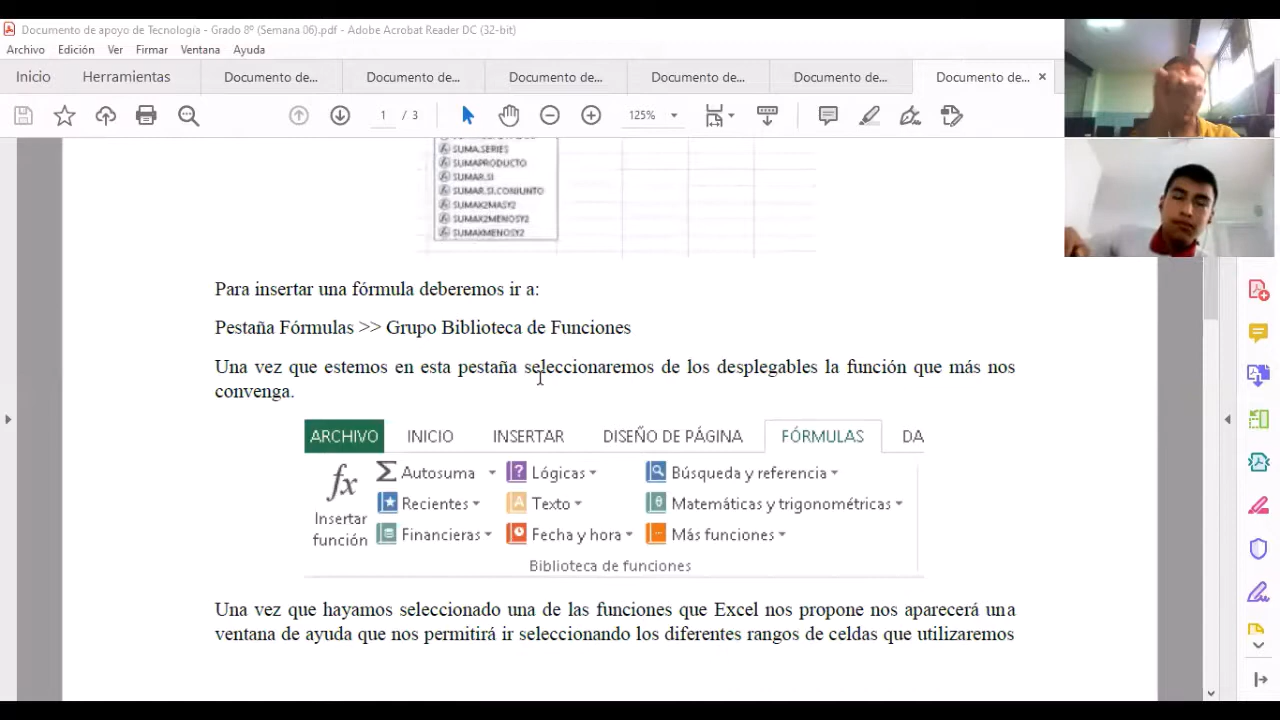 Documento de apoyo de Tecnología - Grado 8º (Semana 06).pdf - Adobe Acrobat Reader DC (32-bit)
Archivo Edición Ver Firmar Ventana Ayuda
Inicio Herramientas Documento de... Documento de... Documento de... Documento de... Documento de... Documento de... ×
1 / 3 125%
SUMA.SERIES
SUMAPRODUCTO
SUMAR.SI
SUMAR.SI.CONJUNTO
SUMAX2MASY2
SUMAX2MENOSY2
SUMAXMENOSY2
Para insertar una fórmula deberemos ir a:
Pestaña Fórmulas >> Grupo Biblioteca de Funciones
Una vez que estemos en esta pestaña seleccionaremos de los desplegables la función que más nos
convenga.
ARCHIVO INICIO INSERTAR DISEÑO DE PÁGINA FÓRMULAS DA
fx Σ Autosuma Lógicas Búsqueda y referencia
Insertar función Recientes Texto Matemáticas y trigonométricas
Financieras Fecha y hora Más funciones
Biblioteca de funciones
Una vez que hayamos seleccionado una de las funciones que Excel nos propone nos aparecerá una
ventana de ayuda que nos permitirá ir seleccionando los diferentes rangos de celdas que utilizaremos